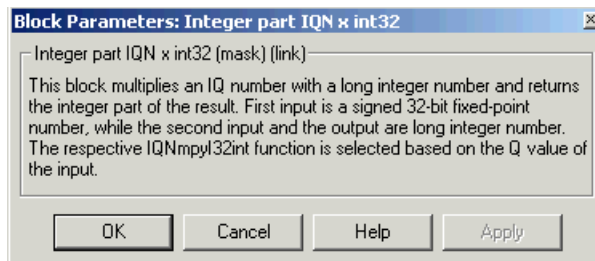 Block Parameters: Integer part IQN x int32
Integer part IQN x int32 (mask) (link)
This block multiplies an IQ number with a long integer number and returns
the integer part of the result. First input is a signed 32-bit fixed-point
number, while the second input and the output are long integer number.
The respective IQNmpyI32int function is selected based on the Q value of
the input.
OK Cancel Help Apply